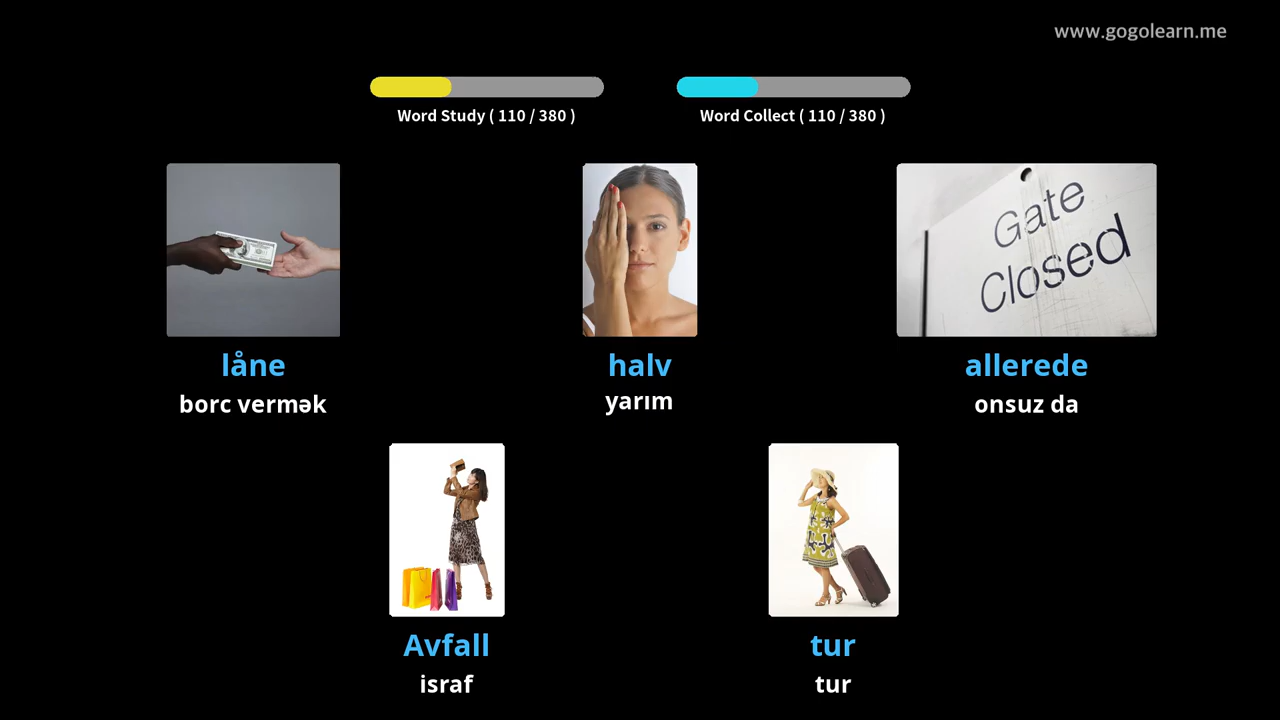 www.gogolearn.me
Word Study ( 110 / 380 )
Word Collect ( 110 / 380 )
Gate
Closed
låne
halv
allerede
borc vermək
yarım
onsuz da
Avfall
tur
israf
tur